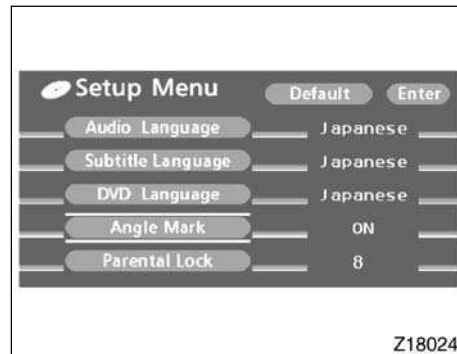 Setup Menu Default Enter
Audio Language Japanese
Subtitle Language Japanese
DVD Language Japanese
Angle Mark ON
Parental Lock 8
Z18024